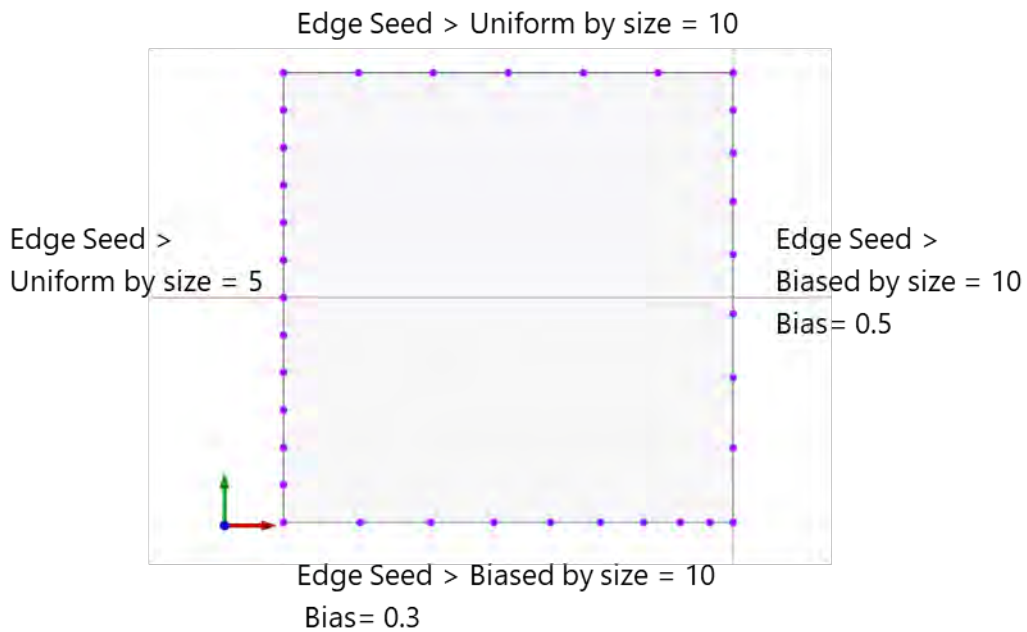 Edge Seed > Uniform by size = 10
Edge Seed >
Uniform by size = 5
Edge Seed >
Biased by size = 10
Bias= 0.5
Edge Seed > Biased by size = 10
Bias= 0.3